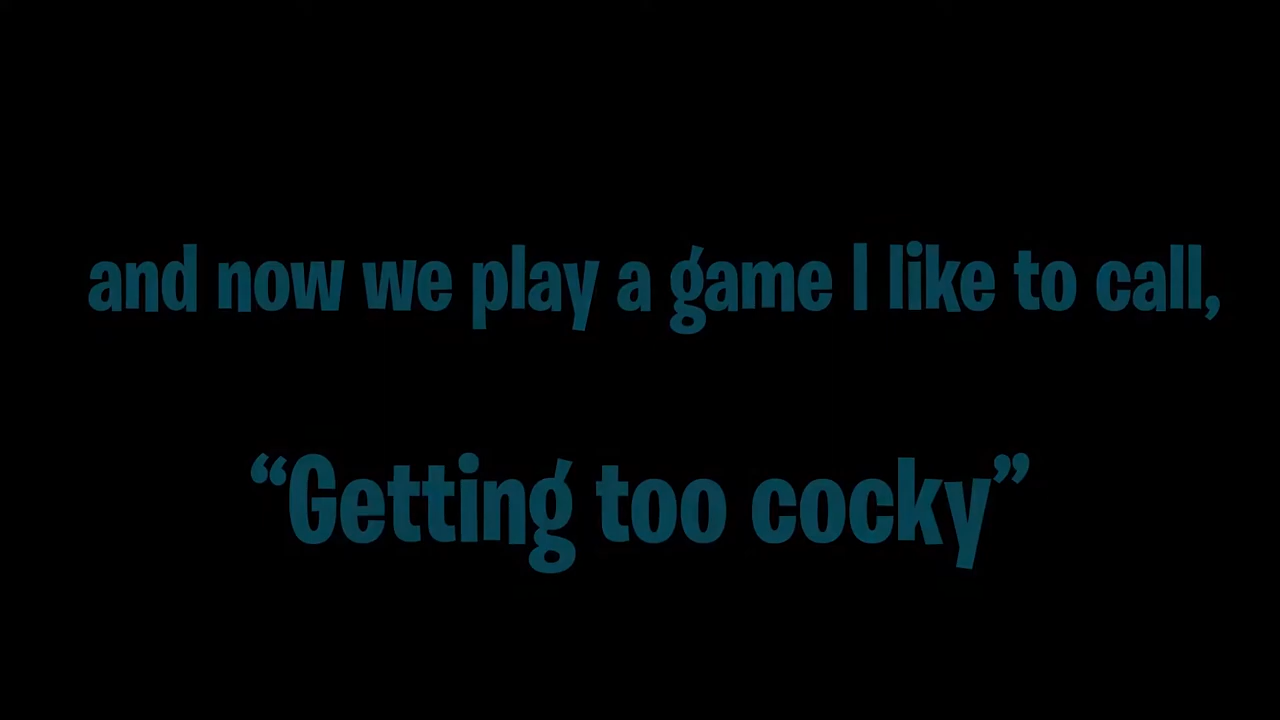 and now we play a game I like to call,
“Getting too cocky”